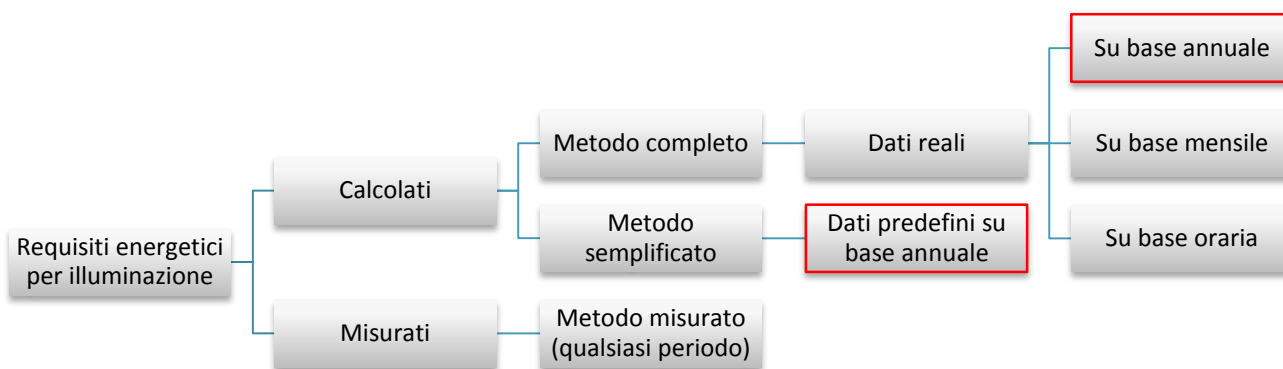 Requisiti energetici
per illuminazione
Calcolati
Metodo completo
Dati reali
Su base annuale
Su base mensile
Su base oraria
Metodo
semplificato
Dati predefini su
base annuale
Misurati
Metodo misurato
(qualsiasi periodo)